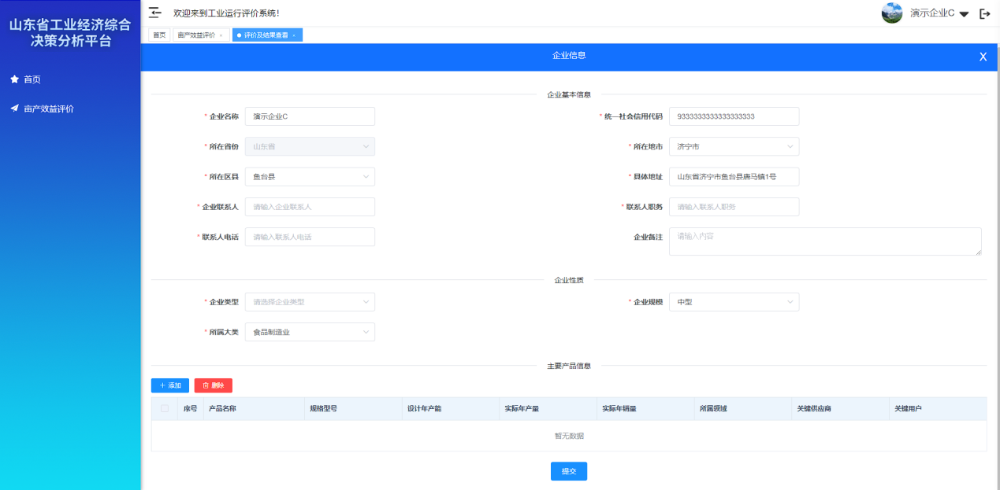 山东省工业经济综合
决策分析平台
首页
亩产效益评价
欢迎来到工业运行评价系统！
演示企业C
首页
亩产效益评价 ×
评价及结果查看 ×
企业信息 X
企业基本信息
* 企业名称 演示企业C
* 统一社会信用代码 9333333333333333333
* 所在省份 山东省
* 所在地市 济宁市
* 所在区县 鱼台县
* 具体地址 山东省济宁市鱼台县唐马镇1号
* 企业联系人 请输入企业联系人
* 联系人职务 请输入联系人职务
* 联系人电话 请输入联系人电话
企业备注 请输入内容
企业性质
* 企业类型 请选择企业类型
* 企业规模 中型
* 所属大类 食品制造业
主要产品信息
+ 添加 删除
序号 产品名称 规格型号 设计年产能 实际年产量 实际年销量 所属领域 关键供应商 关键用户
暂无数据
提交